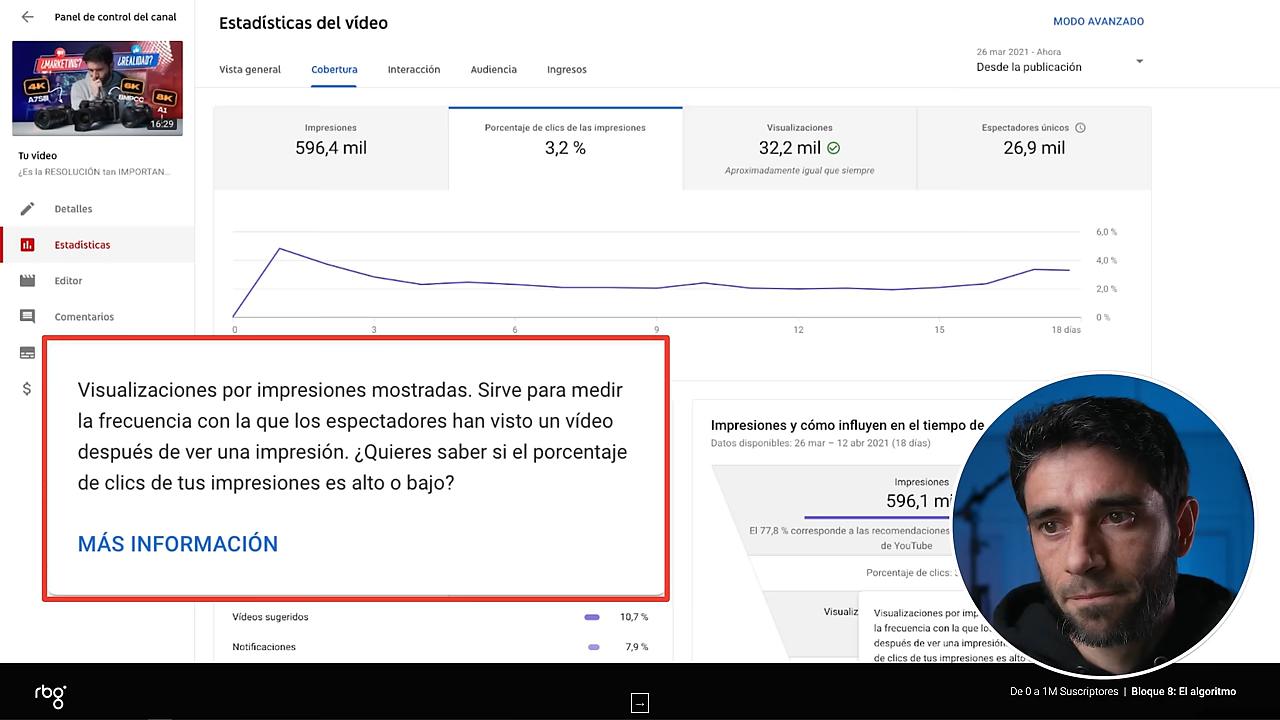 Panel de control del canal
Estadísticas del vídeo
MODO AVANZADO
¿MARKETING?
¿REALIDAD?
4K
A7SIII
6K
BMPCC
8K
A1
16:29
26 mar 2021 - Ahora
Desde la publicación
Vista general
Cobertura
Interacción
Audiencia
Ingresos
Tu vídeo
¿Es la RESOLUCIÓN tan IMPORTAN...
Detalles
Estadísticas
Editor
Comentarios
Impresiones
596,4 mil
Porcentaje de clics de las impresiones
3,2 %
Visualizaciones
32,2 mil
Aproximadamente igual que siempre
Espectadores únicos
26,9 mil
6,0 %
4,0 %
2,0 %
0 %
0
3
6
9
12
15
18 días
Visualizaciones por impresiones mostradas. Sirve para medir
la frecuencia con la que los espectadores han visto un vídeo
después de ver una impresión. ¿Quieres saber si el porcentaje
de clics de tus impresiones es alto o bajo?
MÁS INFORMACIÓN
Vídeos sugeridos
10,7 %
Notificaciones
7,9 %
Impresiones y cómo influyen en el tiempo de
Datos disponibles: 26 mar – 12 abr 2021 (18 días)
Impresiones
596,1 mi
El 77,8 % corresponde a las recomendaciones
de YouTube
Porcentaje de clics:
Visualiz
Visualizaciones por imp
la frecuencia con la que los
después de ver una impresión
de clics de tus impresiones es alto
rbg
→
De 0 a 1M Suscriptores | Bloque 8: El algoritmo